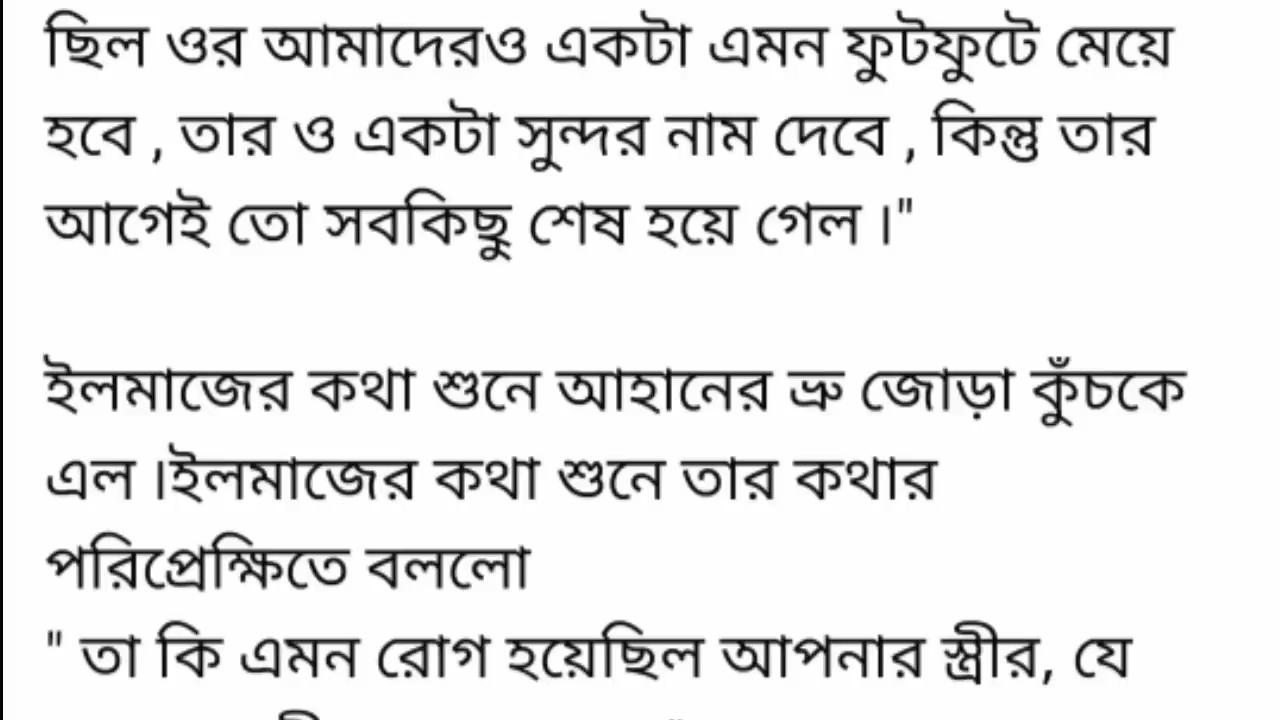 ছিল ওর আমাদেরও একটা এমন ফুটফুটে মেয়ে
হবে , তার ও একটা সুন্দর নাম দেবে , কিন্তু তার
আগেই তো সবকিছু শেষ হয়ে গেল ।"
ইলমাজের কথা শুনে আহানের ভ্রু জোড়া কুঁচকে
এল ।ইলমাজের কথা শুনে তার কথার
পরিপ্রেক্ষিতে বললো
" তা কি এমন রোগ হয়েছিল আপনার স্ত্রীর, যে